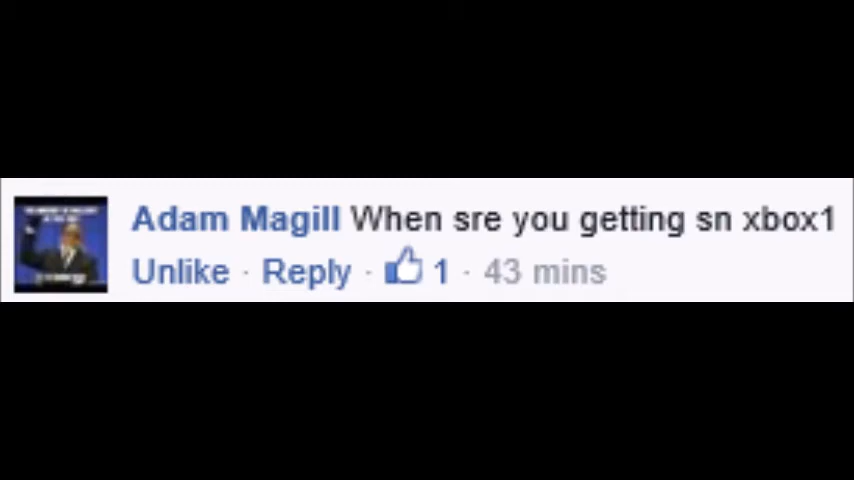 Adam Magill When sre you getting sn xbox1
Unlike · Reply · 1 · 43 mins